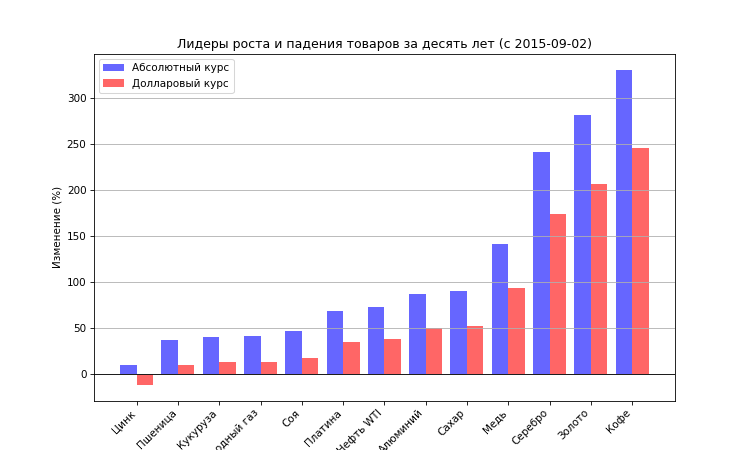 Лидеры роста и падения товаров за десять лет (с 2015-09-02)
Абсолютный курс
Долларовый курс
Изменение (%)
300
250
200
150
100
50
0
Цинк
Пшеница
Кукуруза
газ
Соя
Платина
Нефть WTI
Алюминий
Сахар
Медь
Серебро
Золото
Кофе